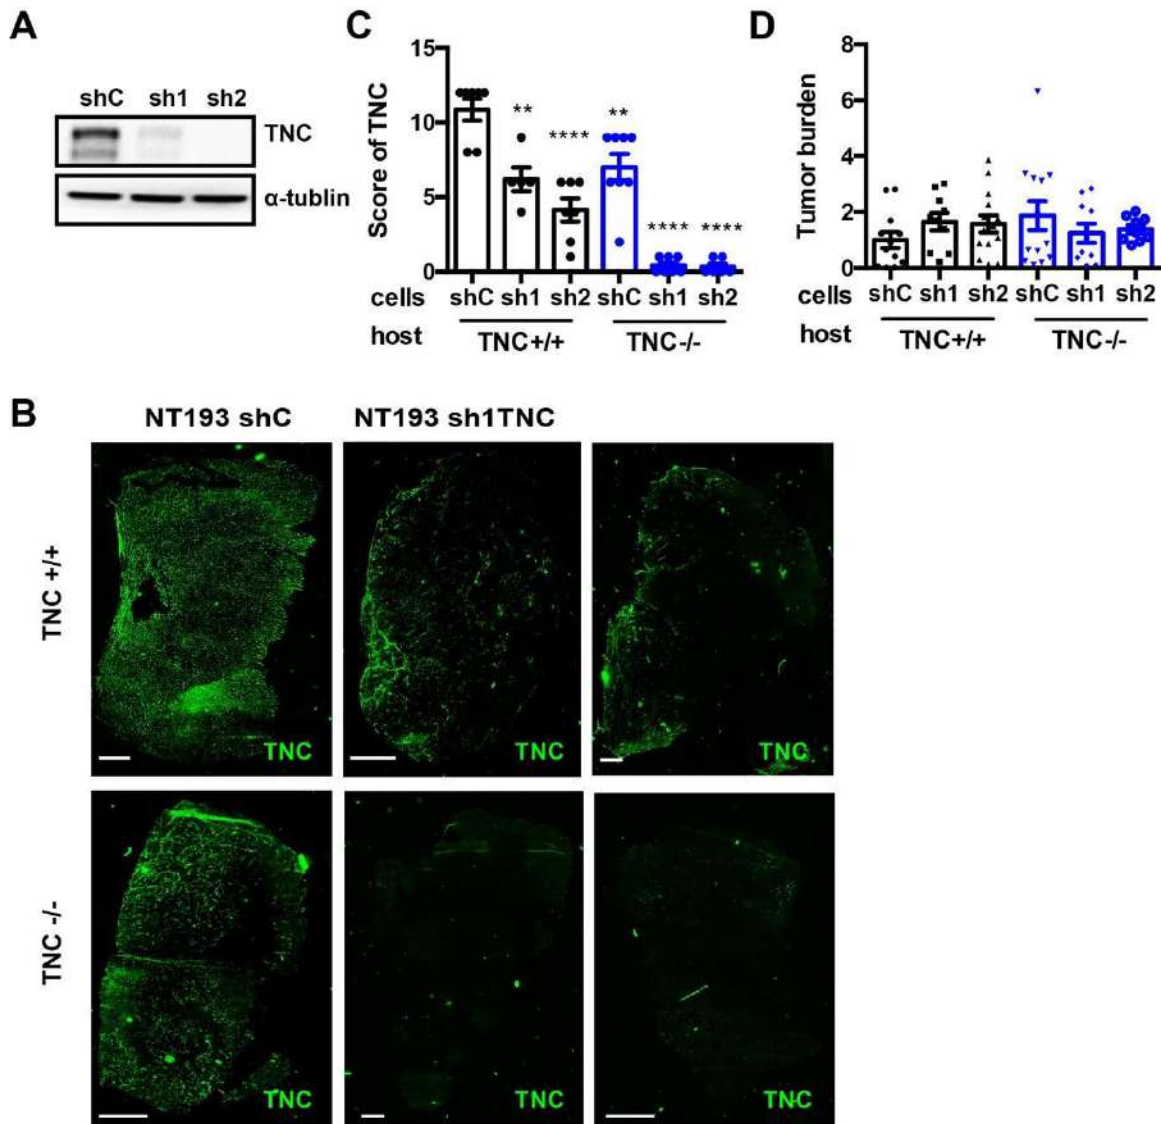 A
shC sh1 sh2
TNC
α-tublin
C
Score of TNC
15
10
5
0
**
****
**
****
****
cells shC sh1 sh2 shC sh1 sh2
host TNC+/+ TNC-/-
D
Tumor burden
8
6
4
2
0
cells shC sh1 sh2 shC sh1 sh2
host TNC+/+ TNC-/-
B
NT193 shC NT193 sh1TNC
TNC +/+
TNC TNC TNC
TNC -/-
TNC TNC TNC